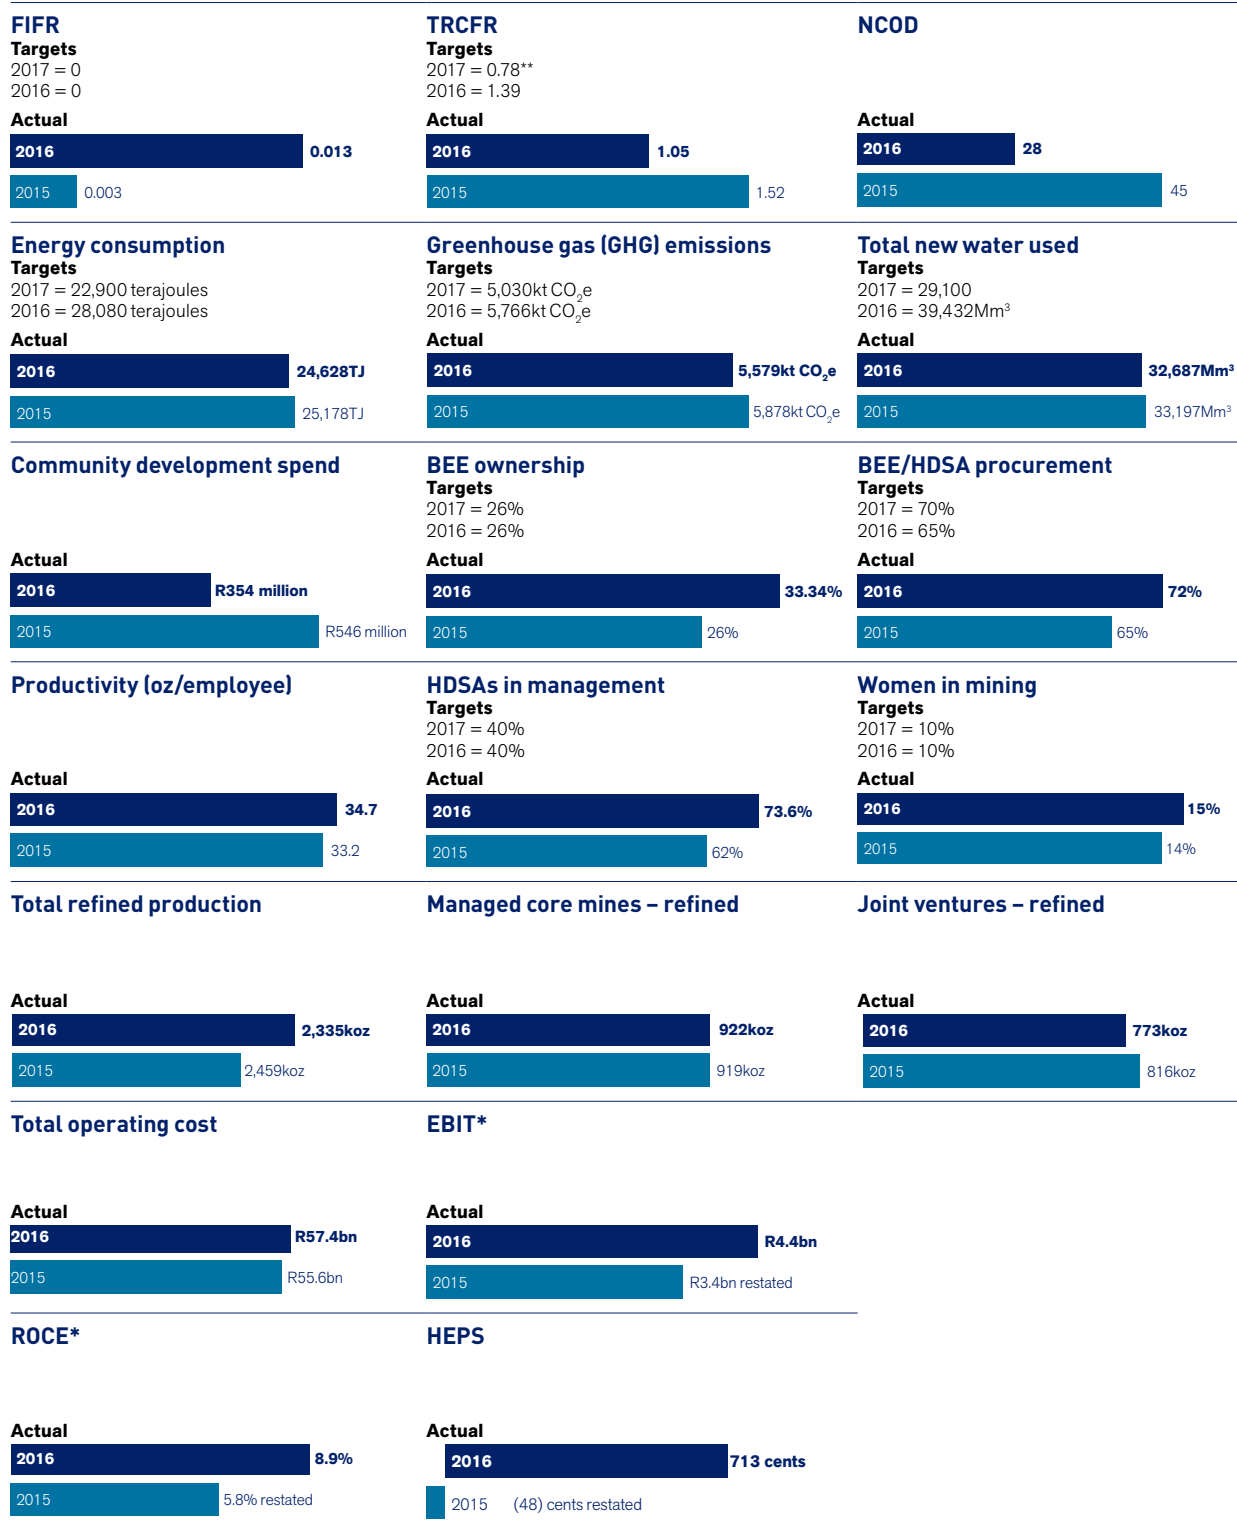 FIFR
Targets
2017 = 0
2016 = 0
Actual
2016 0.013
2015 0.003
TRCFR
Targets
2017 = 0.78**
2016 = 1.39
Actual
2016 1.05
2015 1.52
NCOD
Actual
2016 28
2015 45
Energy consumption
Targets
2017 = 22,900 terajoules
2016 = 28,080 terajoules
Actual
2016 24,628TJ
2015 25,178TJ
Greenhouse gas (GHG) emissions
Targets
2017 = 5,030kt CO₂e
2016 = 5,766kt CO₂e
Actual
2016 5,579kt CO₂e
2015 5,878kt CO₂e
Total new water used
Targets
2017 = 29,100
2016 = 39,432Mm³
Actual
2016 32,687Mm³
2015 33,197Mm³
Community development spend
Actual
2016 R354 million
2015 R546 million
BEE ownership
Targets
2017 = 26%
2016 = 26%
Actual
2016 33.34%
2015 26%
BEE/HDSA procurement
Targets
2017 = 70%
2016 = 65%
Actual
2016 72%
2015 65%
Productivity (oz/employee)
Actual
2016 34.7
2015 33.2
HDSAs in management
Targets
2017 = 40%
2016 = 40%
Actual
2016 73.6%
2015 62%
Women in mining
Targets
2017 = 10%
2016 = 10%
Actual
2016 15%
2015 14%
Total refined production
Actual
2016 2,335koz
2015 2,459koz
Managed core mines – refined
Actual
2016 922koz
2015 919koz
Joint ventures – refined
Actual
2016 773koz
2015 816koz
Total operating cost
Actual
2016 R57.4bn
2015 R55.6bn
EBIT*
Actual
2016 R4.4bn
2015 R3.4bn restated
ROCE*
Actual
2016 8.9%
2015 5.8% restated
HEPS
Actual
2016 713 cents
2015 (48) cents restated